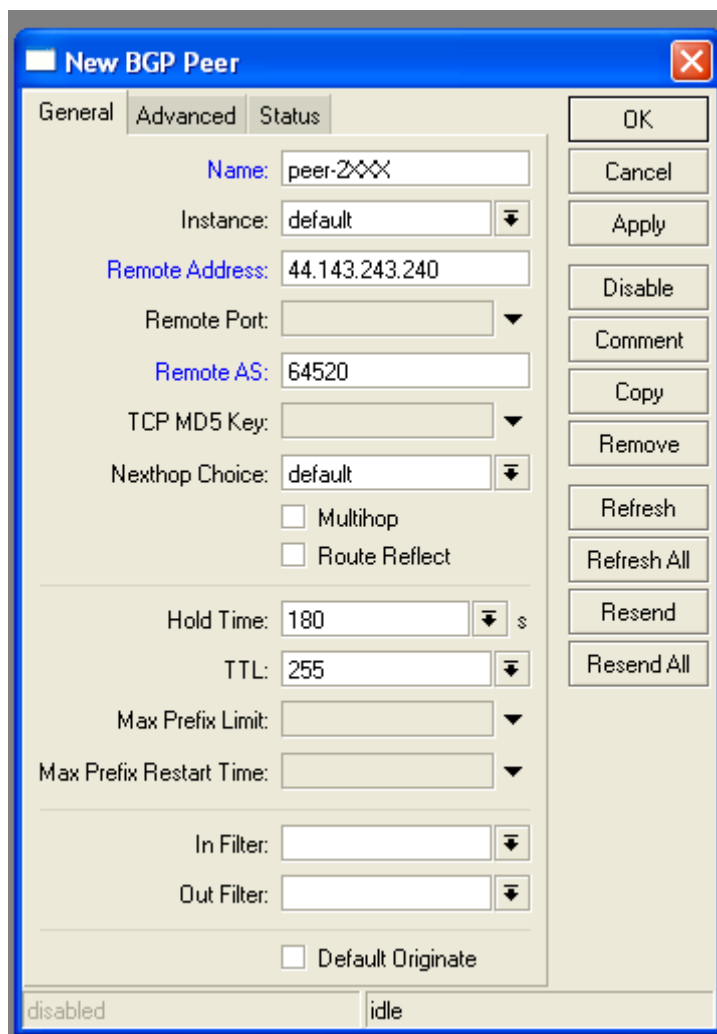 New BGP Peer
General Advanced Status
Name: peer-2XXX
Instance: default
Remote Address: 44.143.243.240
Remote Port:
Remote AS: 64520
TCP MD5 Key:
Nexthop Choice: default
Multihop
Route Reflect
Hold Time: 180 s
TTL: 255
Max Prefix Limit:
Max Prefix Restart Time:
In Filter:
Out Filter:
Default Originate
OK
Cancel
Apply
Disable
Comment
Copy
Remove
Refresh
Refresh All
Resend
Resend All
disabled idle